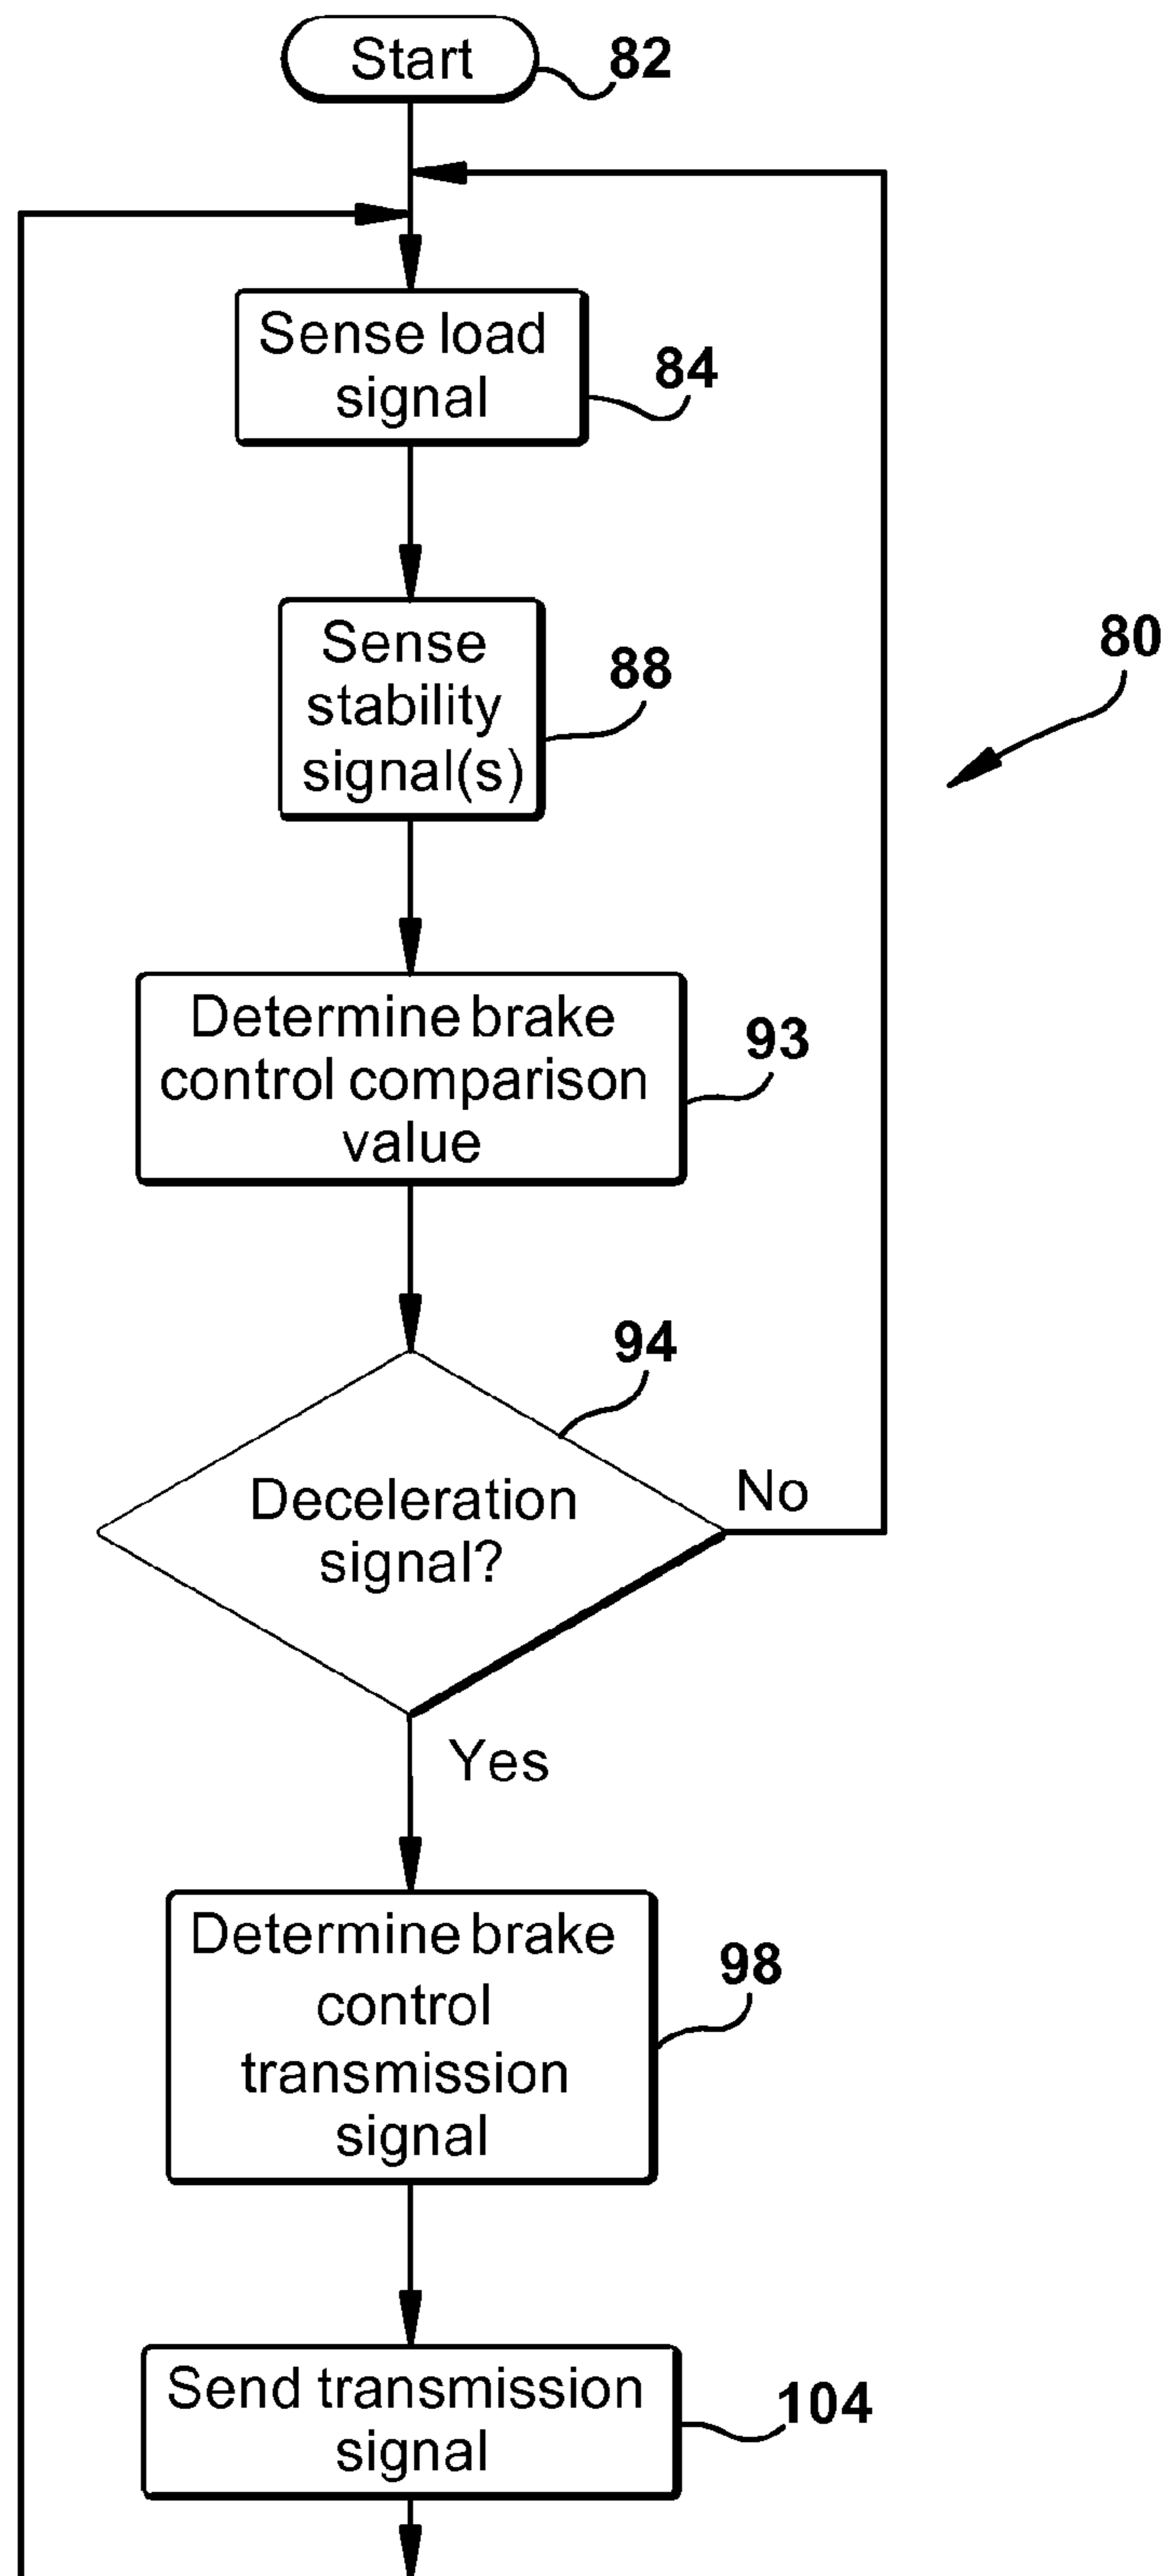 Start
82
Sense load
signal
84
Sense
stability
signal(s)
88
80
Determine brake
control comparison
value
93
94
Deceleration
signal?
No
Yes
Determine brake
control
transmission
signal
98
Send transmission
signal
104